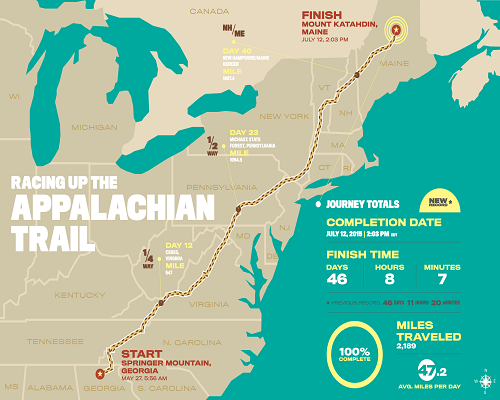 CANADA
FINISH
MOUNT KATAHDIN,
MAINE
JULY 12, 2:03 PM
NH/
ME
DAY 40
NEW HAMPSHIRE/MAINE
BORDER
MILE
MAINE
WI
VT
NH
MICHIGAN
NEW YORK
1/2
WAY
DAY 23
MICHAUX STATE
FOREST, PENNSYLVANIA
MILE
1094.5
MA
CT
RI
RACING UP THE
APPALACHIAN
TRAIL
PENNSYLVANIA
NJ
MD
DE
JOURNEY TOTALS
NEW
RECORD
COMPLETION DATE
JULY 12, 2015 | 2:03 PM EST
FINISH TIME
DAYS
HOURS
MINUTES
46
8
7
PREVIOUS RECORD: 46 DAYS 11 HOURS 20 MINUTES
1/4
WAY
DAY 12
VIRGINIA
MILE
547
KENTUCKY
VIRGINIA
TENNESSEE
N. CAROLINA
START
SPRINGER MOUNTAIN,
GEORGIA
MAY 27, 5:56 AM
MS
ALABAMA
GEORGIA
S. CAROLINA
100%
COMPLETE
MILES
TRAVELED
2,189
47.2
AVG. MILES PER DAY